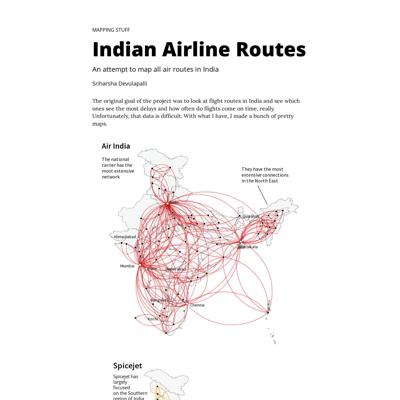 MAPPING STUFF
Indian Airline Routes
An attempt to map all air routes in India
Sriharsha Devulapalli
The original goal of the project was to look at flight routes in India and see which
ones see the most delays and how often do flights come on time, really.
Unfortunately, that data is difficult. With what I have, I made a bunch of pretty
maps.
Air India
The national
carrier has the
most extensive
network
They have the most
extensive connections
in the North East
Guwahati
Ahmedabad
Kolkata
Mumbai
Hyderabad
Chennai
Kochi
Spicejet
Spicejet has
largely
focused
on the Southern
region of India